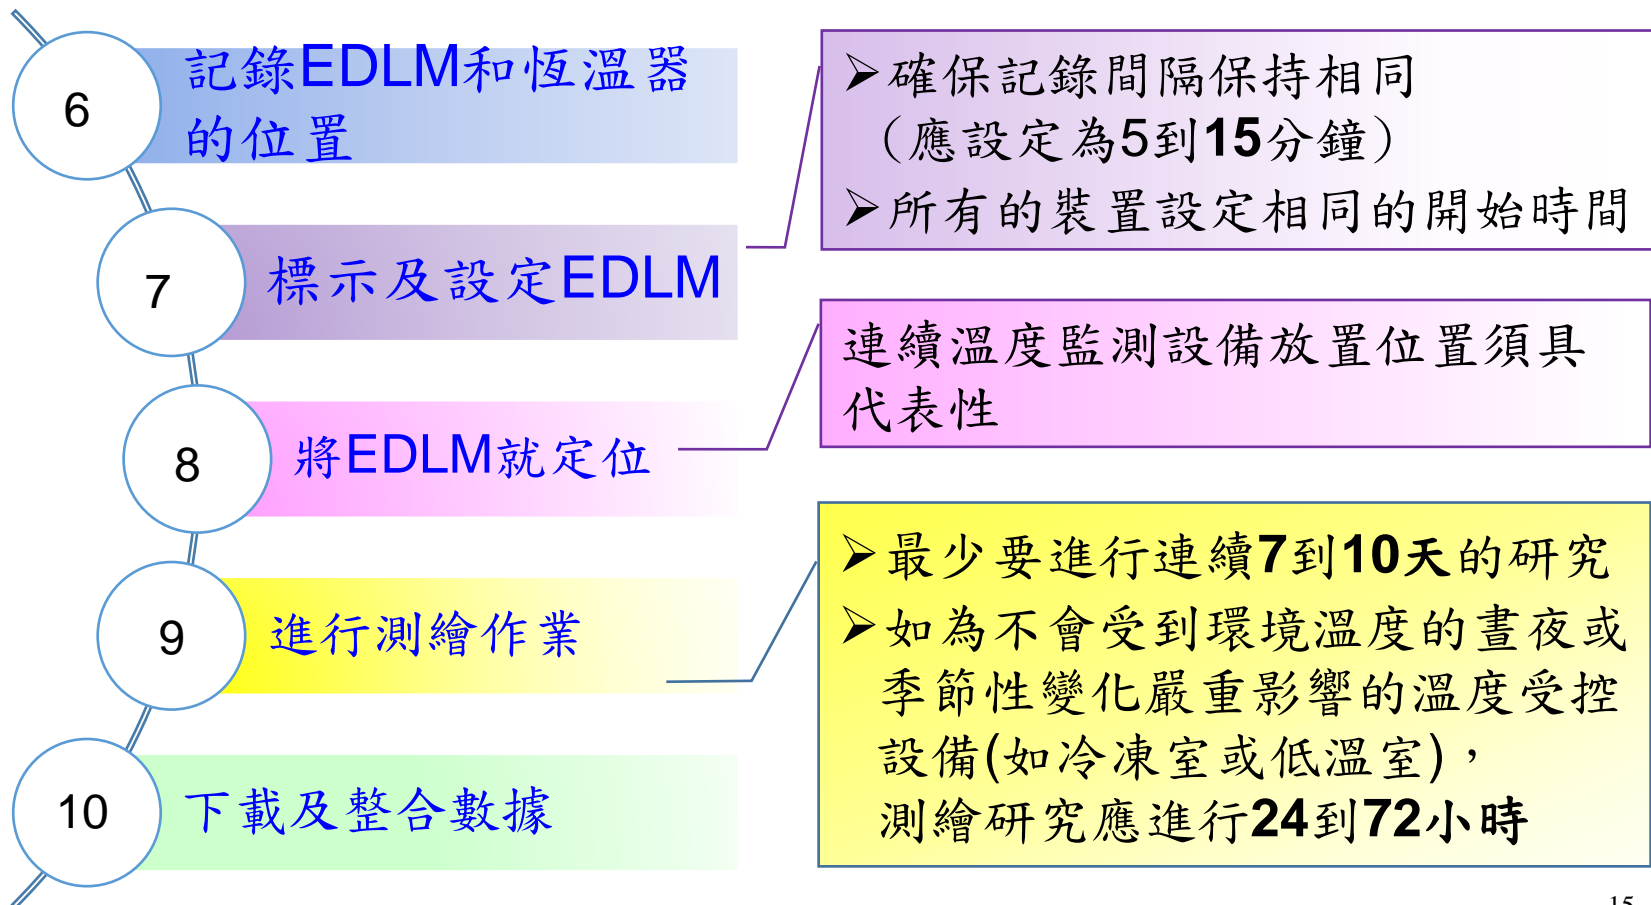 6
記錄EDLM和恆溫器
的位置
7
標示及設定EDLM
➢確保記錄間隔保持相同
（應設定為5到15分鐘）
➢所有的裝置設定相同的開始時間
8
將EDLM就定位
連續溫度監測設備放置位置須具
代表性
9
進行測繪作業
➢最少要進行連續7到10天的研究
➢如為不會受到環境溫度的晝夜或
季節性變化嚴重影響的溫度受控
設備(如冷凍室或低溫室)，
測繪研究應進行24到72小時
10
下載及整合數據
15